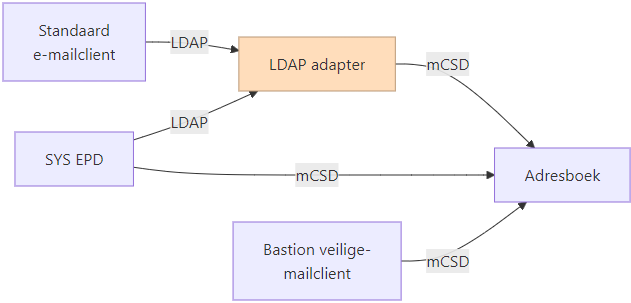 Standaard
e-mailclient
LDAP
LDAP adapter
mCSD
LDAP
SYS EPD
mCSD
Adresboek
Bastion veilige-
mailclient
mCSD